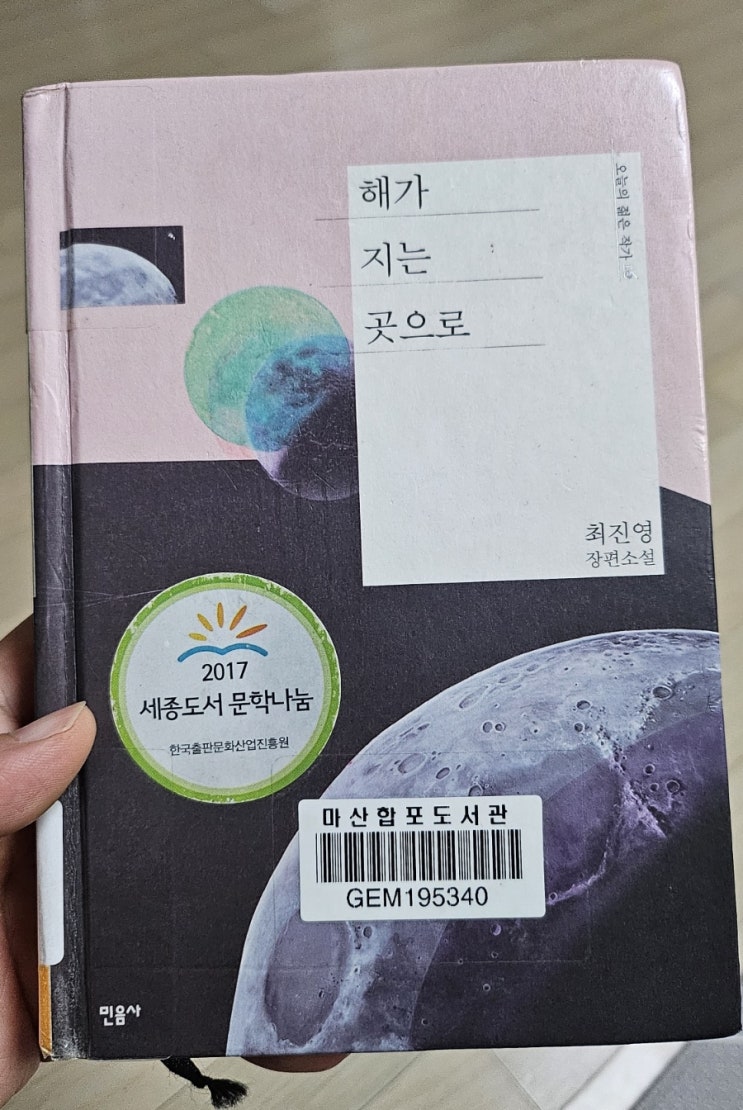 해가
지는
곳으로
오늘의 젊은 작가
최진영
장편소설
2017
세종도서 문학나눔
한국출판문화산업진흥원
마산합포도서관
GEM195340
민음사